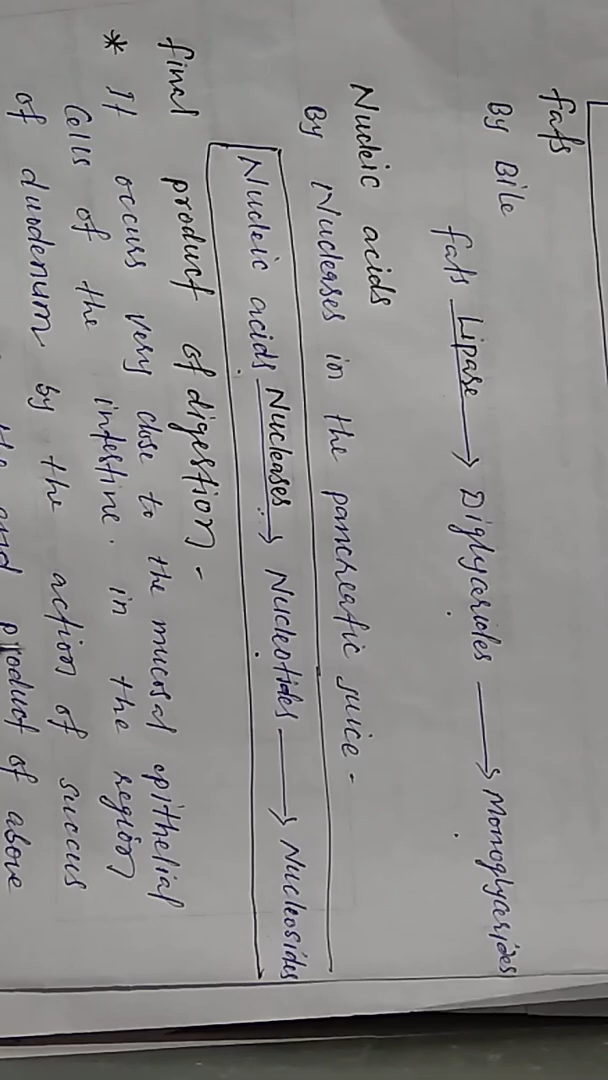 fats
By Bile
fats Lipase → Diglycerides → Monoglycerides
Nucleic acids
By Nucleases in the pancreatic juice -
Nucleic acids Nucleases → Nucleotides → Nucleosides
final product of digestion -
* It occurs very close to the mucosal epithelial
Cells of the intestine. in the region
of duodenum by the action of succus
product of above